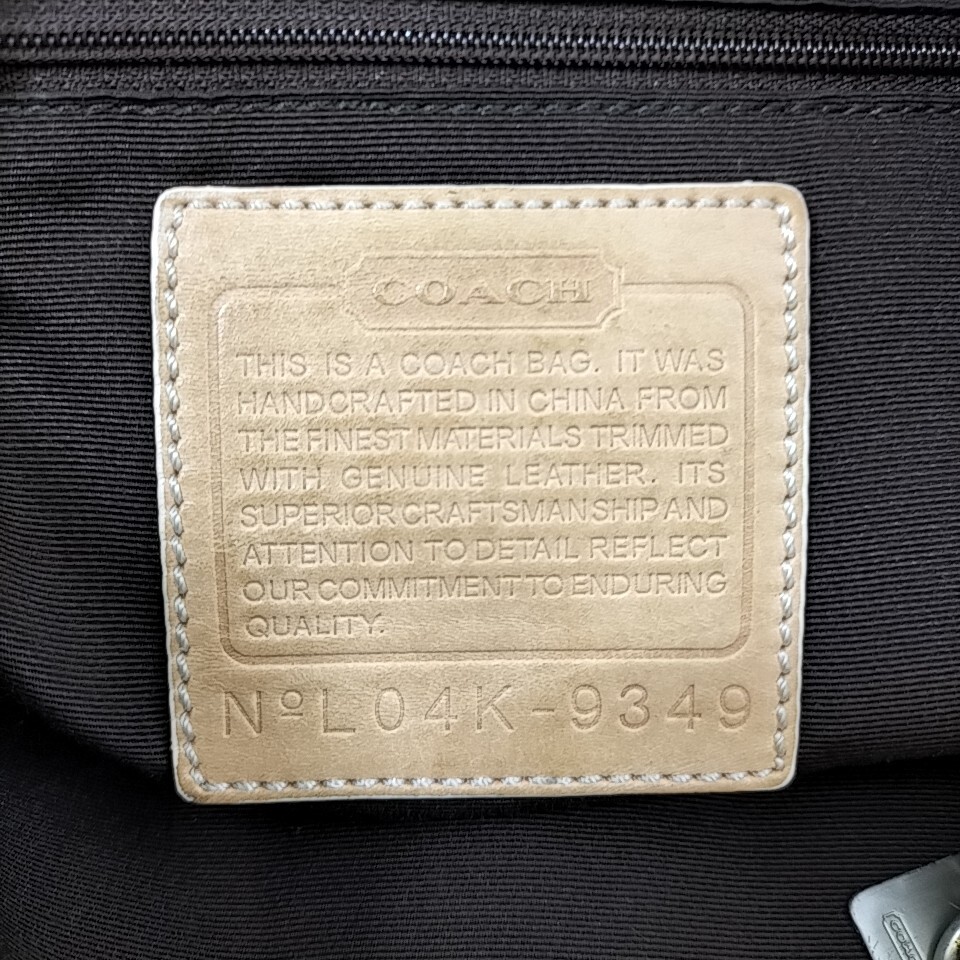 COACH
THIS IS A COACH BAG. IT WAS
HANDCRAFTED IN CHINA FROM
THE FINEST MATERIALS TRIMMED
WITH GENUINE LEATHER. ITS
SUPERIOR CRAFTSMANSHIP AND
ATTENTION TO DETAIL REFLECT
OUR COMMITMENT TO ENDURING
QUALITY.
Nº L04K-9349